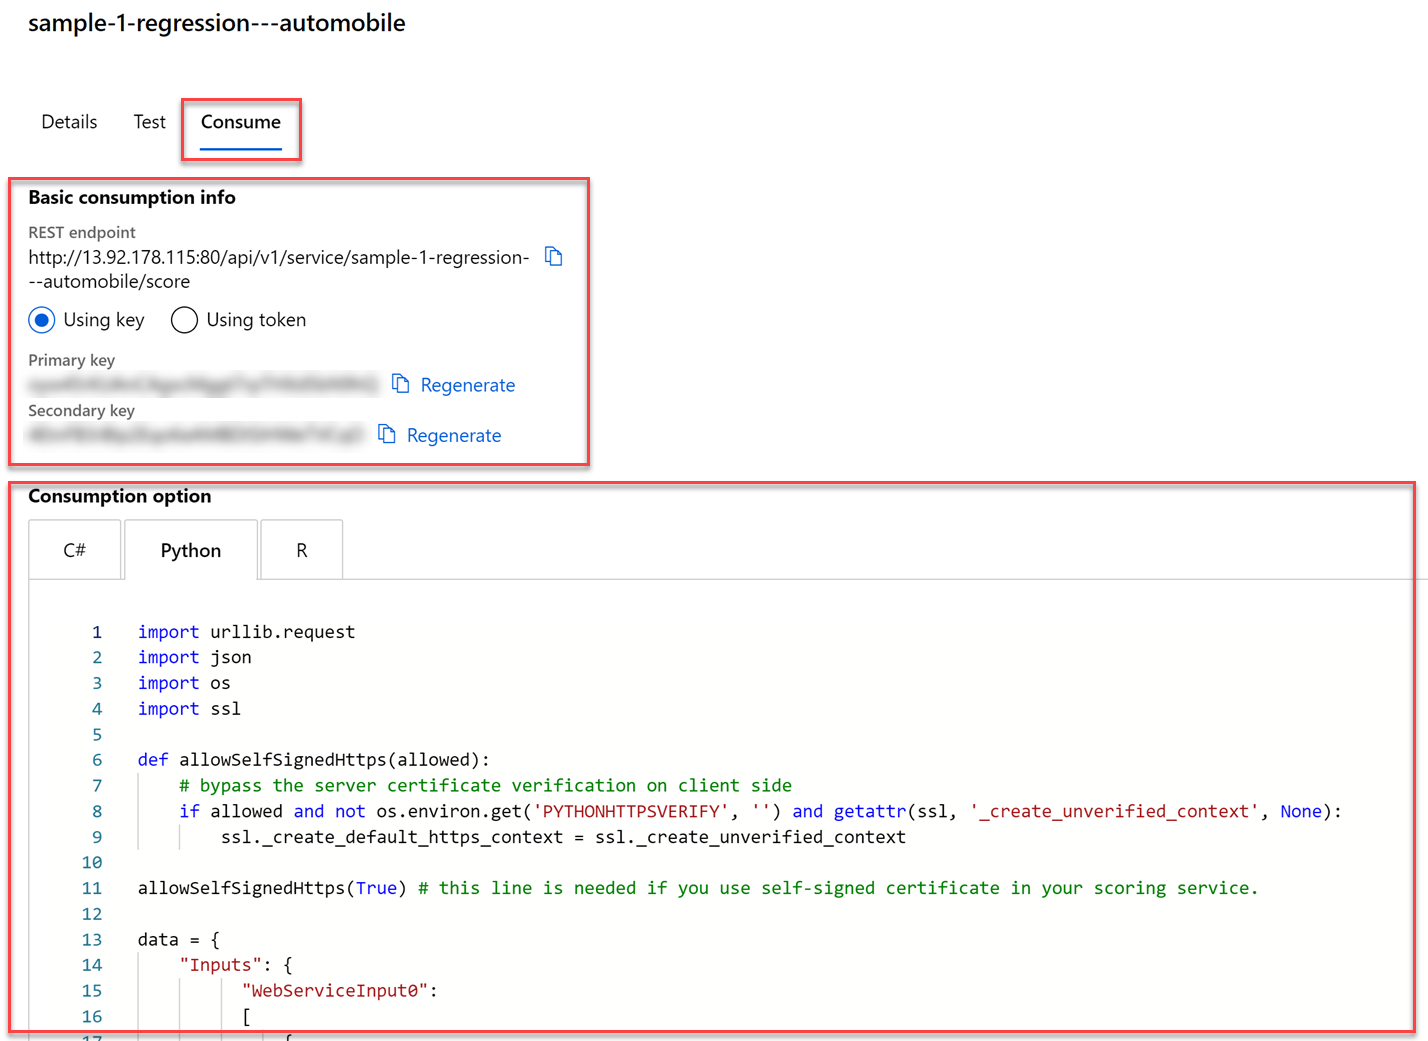 sample-1-regression---automobile
Details Test Consume
Basic consumption info
REST endpoint
http://13.92.178.115:80/api/v1/service/sample-1-regression-
--automobile/score
Using key Using token
Primary key
Regenerate
Secondary key
Regenerate
Consumption option
C# Python R
1 import urllib.request
2 import json
3 import os
4 import ssl
5
6 def allowSelfSignedHttps(allowed):
7 # bypass the server certificate verification on client side
8 if allowed and not os.environ.get('PYTHONHTTPSVERIFY', '') and getattr(ssl, '_create_unverified_context', None):
9 ssl._create_default_https_context = ssl._create_unverified_context
10
11 allowSelfSignedHttps(True) # this line is needed if you use self-signed certificate in your scoring service.
12
13 data = {
14 "Inputs": {
15 "WebServiceInput0":
16 [
17 {